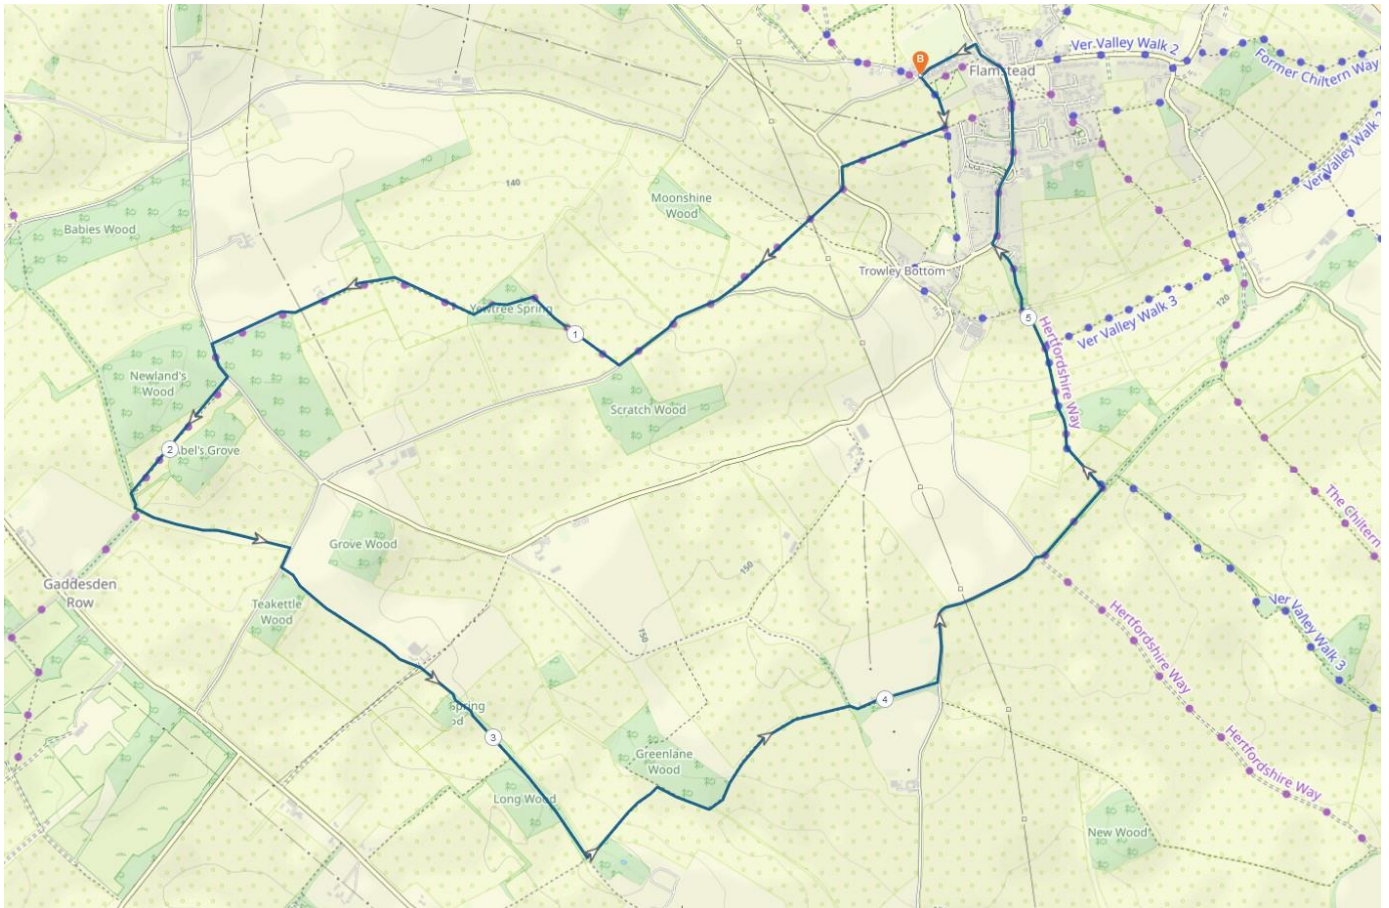 Ver Valley Walk 2
Former Chiltern Way
B
Flamstead
Ver Valley Walk 2
140
Moonshine
Wood
Babies Wood
Trowley Bottom
120
Yewtree Spring
5
Ver Valley Walk 3
1
Hertfordshire Way
Newland's
Wood
Scratch Wood
2
bel's Grove
The Chiltern
Grove Wood
150
Gaddesden
Row
Teakettle
Wood
Hertfordshire Way
Ver Valley Walk 3
150
4
Spring
od
3
Greenlane
Wood
Hertfordshire Way
Long Wood
New Wood